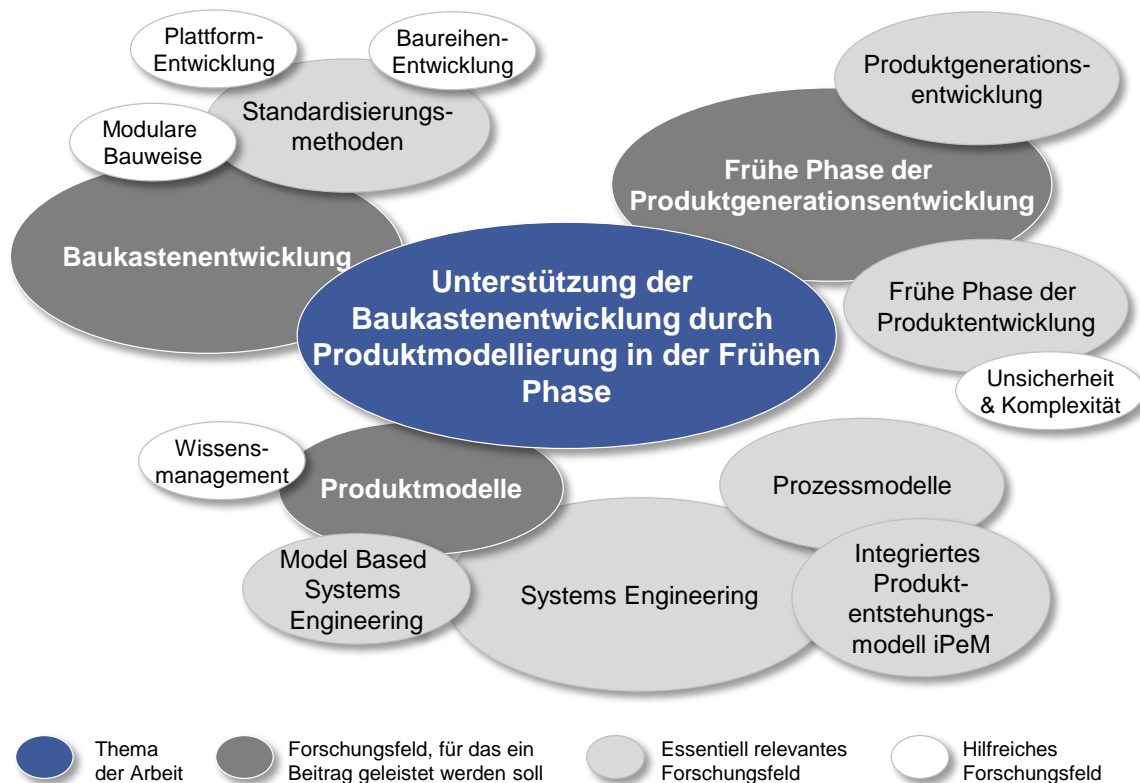 Plattform-
Entwicklung
Baureihen-
Entwicklung
Standardisierungs-
methoden
Modulare
Bauweise
Baukastenentwicklung
Produktgenerations-
entwicklung
Frühe Phase der
Produktgenerationsentwicklung
Unterstützung der
Baukastenentwicklung durch
Produktmodellierung in der Frühen
Phase
Frühe Phase der
Produktentwicklung
Unsicherheit
& Komplexität
Wissens-
management
Produktmodelle
Prozessmodelle
Model Based
Systems
Engineering
Systems Engineering
Integriertes
Produkt-
entstehungs-
modell iPeM
Thema
der Arbeit
Forschungsfeld, für das ein
Beitrag geleistet werden soll
Essentiell relevantes
Forschungsfeld
Hilfreiches
Forschungsfeld